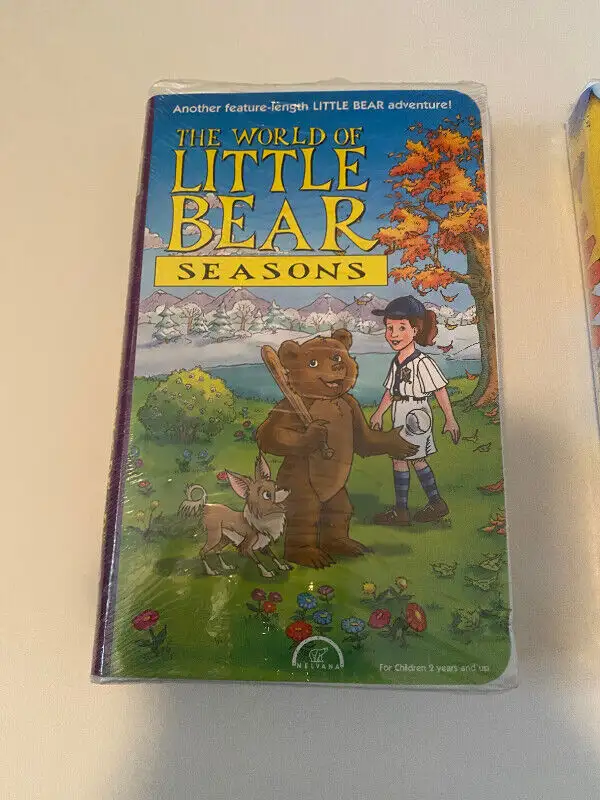 Another feature-length LITTLE BEAR adventure!
THE WORLD OF
LITTLE
BEAR
SEASONS
NELVANA
For Children 2 years and up